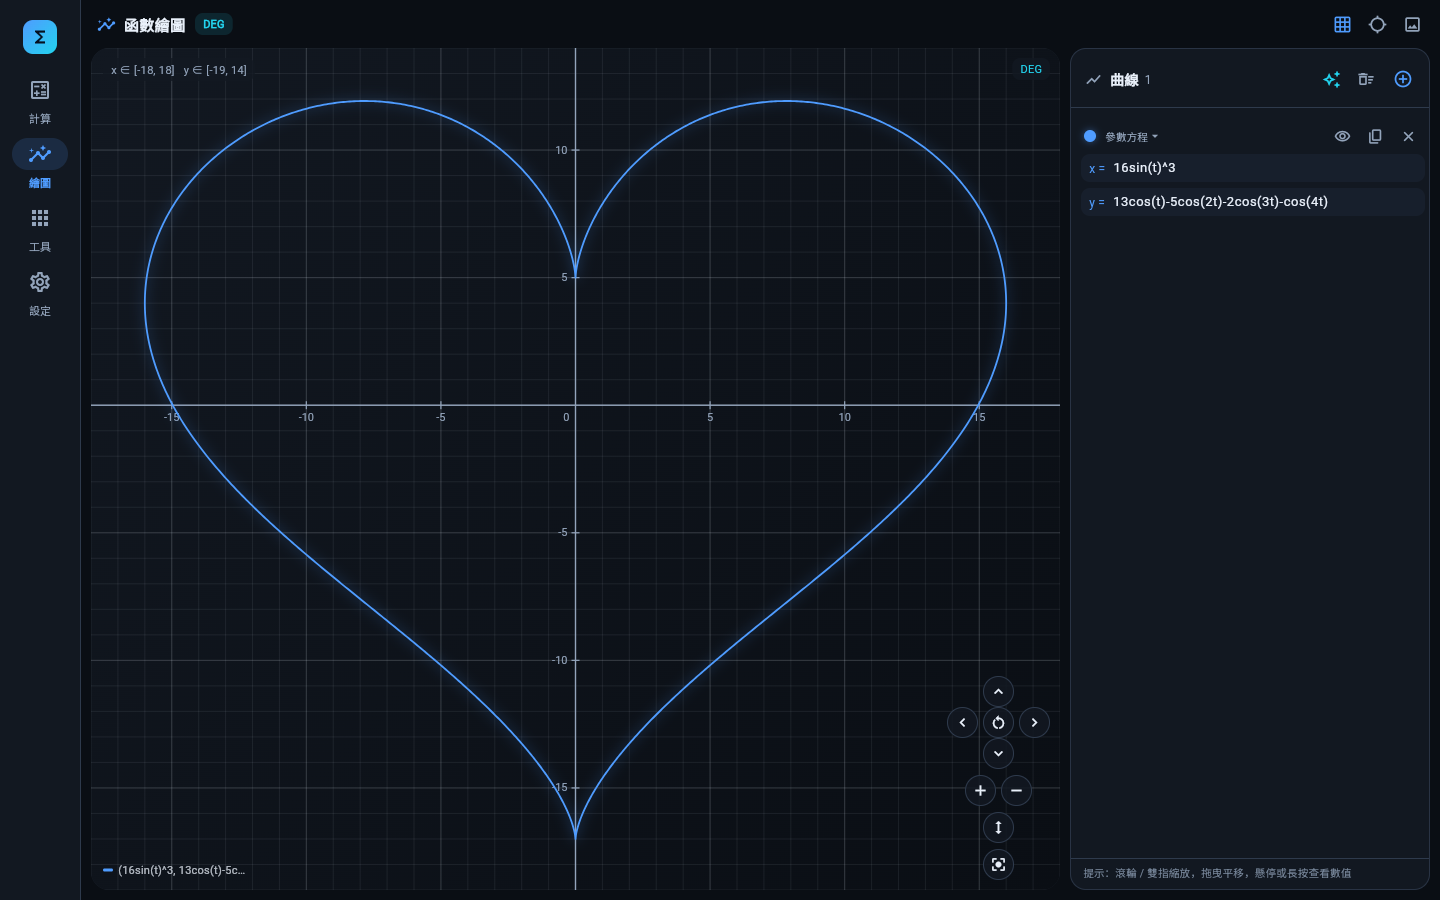 Σ
計算
繪圖
工具
設定
函數繪圖
DEG
x ∈ [-18, 18] y ∈ [-19, 14]
DEG
10
5
-15
-10
-5
0
5
10
15
-5
-10
-15
(16sin(t)^3, 13cos(t)-5c...
曲線 1
參數方程
x = 16sin(t)^3
y = 13cos(t)-5cos(2t)-2cos(3t)-cos(4t)
提示：滾輪 / 雙指縮放，拖曳平移，懸停或長按查看數值